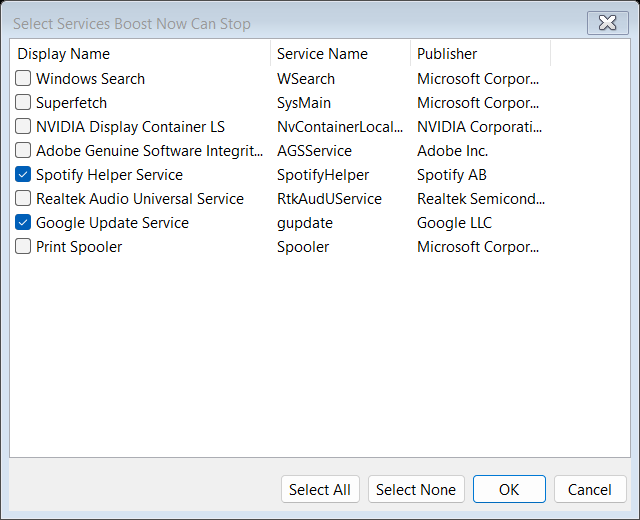 Select Services Boost Now Can Stop
Display Name Service Name Publisher
Windows Search WSearch Microsoft Corpor...
Superfetch SysMain Microsoft Corpor...
NVIDIA Display Container LS NvContainerLocal... NVIDIA Corporati...
Adobe Genuine Software Integrit... AGSService Adobe Inc.
Spotify Helper Service SpotifyHelper Spotify AB
Realtek Audio Universal Service RtkAudUService Realtek Semicond...
Google Update Service gupdate Google LLC
Print Spooler Spooler Microsoft Corpor...
Select All Select None OK Cancel